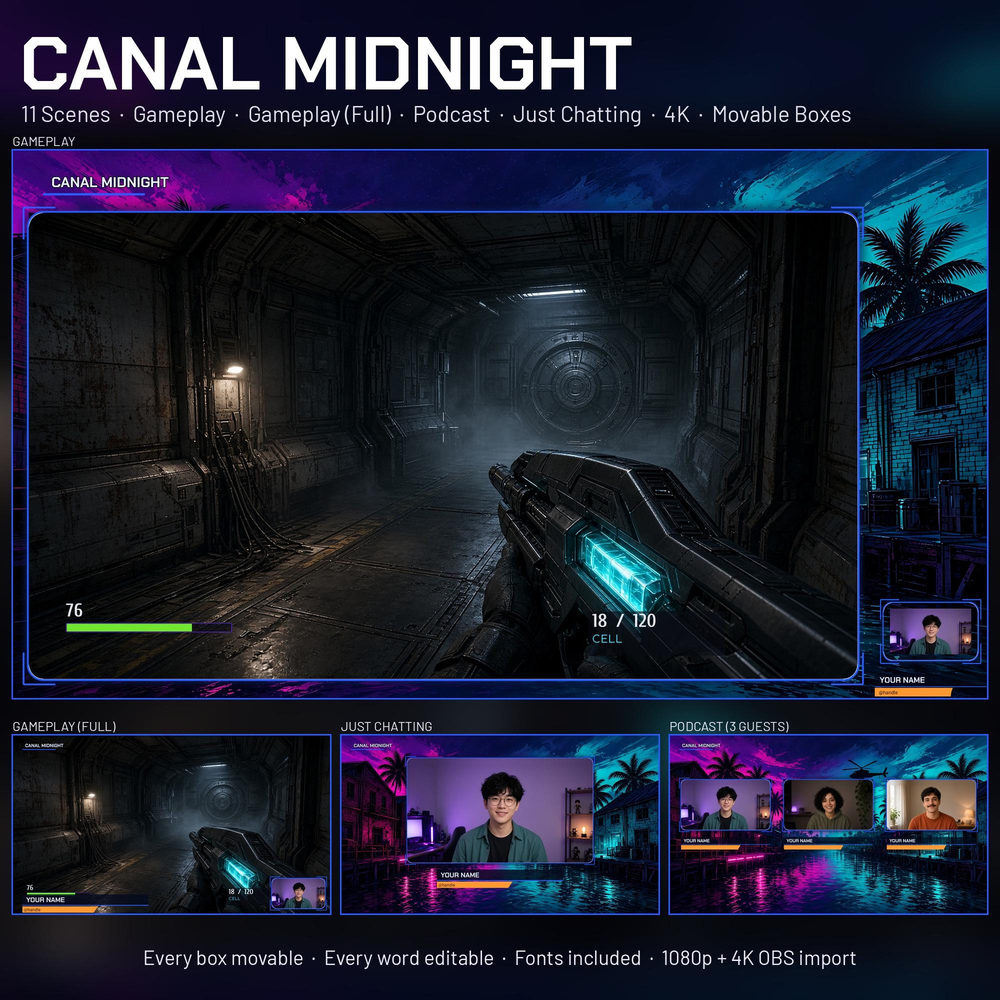 CANAL MIDNIGHT
11 Scenes · Gameplay · Gameplay (Full) · Podcast · Just Chatting · 4K · Movable Boxes
GAMEPLAY
CANAL MIDNIGHT
76
18 / 120
CELL
YOUR NAME
@handle
GAMEPLAY (FULL)
CANAL MIDNIGHT
76
18 / 120
CELL
YOUR NAME
@handle
JUST CHATTING
CANAL MIDNIGHT
YOUR NAME
@handle
PODCAST (3 GUESTS)
CANAL MIDNIGHT
YOUR NAME
YOUR NAME
YOUR NAME
Every box movable · Every word editable · Fonts included · 1080p + 4K OBS import